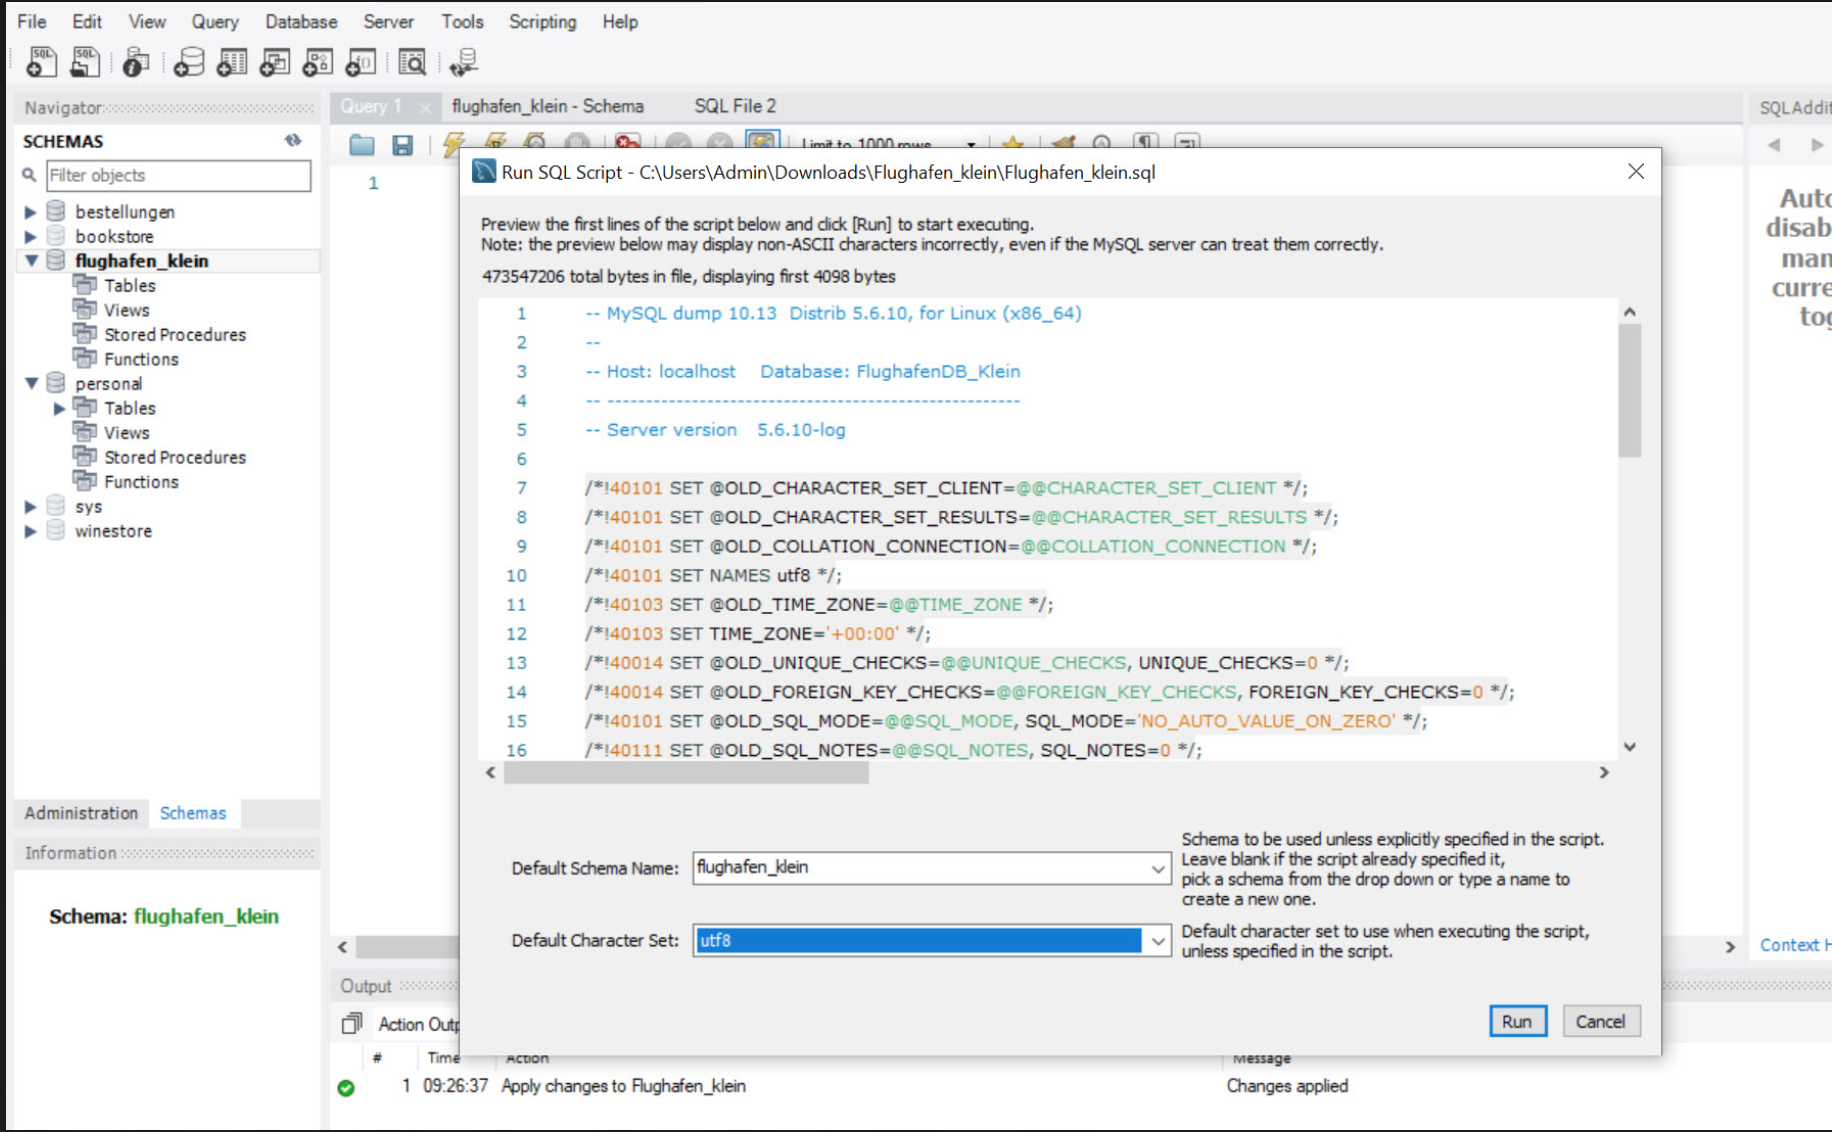 File Edit View Query Database Server Tools Scripting Help
Navigator
SCHEMAS
Filter objects
bestellungen
bookstore
flughafen_klein
Tables
Views
Stored Procedures
Functions
personal
Tables
Views
Stored Procedures
Functions
sys
winestore
Administration Schemas
Information
Schema: flughafen_klein
Query 1 flughafen_klein - Schema SQL File 2
Limit to 1000 rows
1
Run SQL Script - C:\Users\Admin\Downloads\Flughafen_klein\Flughafen_klein.sql
Preview the first lines of the script below and click [Run] to start executing.
Note: the preview below may display non-ASCII characters incorrectly, even if the MySQL server can treat them correctly.
473547206 total bytes in file, displaying first 4098 bytes
1 -- MySQL dump 10.13  Distrib 5.6.10, for Linux (x86_64)
2 --
3 -- Host: localhost    Database: FlughafenDB_Klein
4 -- ------------------------------------------------------
5 -- Server version   5.6.10-log
6
7 /*!40101 SET @OLD_CHARACTER_SET_CLIENT=@@CHARACTER_SET_CLIENT */;
8 /*!40101 SET @OLD_CHARACTER_SET_RESULTS=@@CHARACTER_SET_RESULTS */;
9 /*!40101 SET @OLD_COLLATION_CONNECTION=@@COLLATION_CONNECTION */;
10 /*!40101 SET NAMES utf8 */;
11 /*!40103 SET @OLD_TIME_ZONE=@@TIME_ZONE */;
12 /*!40103 SET TIME_ZONE='+00:00' */;
13 /*!40014 SET @OLD_UNIQUE_CHECKS=@@UNIQUE_CHECKS, UNIQUE_CHECKS=0 */;
14 /*!40014 SET @OLD_FOREIGN_KEY_CHECKS=@@FOREIGN_KEY_CHECKS, FOREIGN_KEY_CHECKS=0 */;
15 /*!40101 SET @OLD_SQL_MODE=@@SQL_MODE, SQL_MODE='NO_AUTO_VALUE_ON_ZERO' */;
16 /*!40111 SET @OLD_SQL_NOTES=@@SQL_NOTES, SQL_NOTES=0 */;
Default Schema Name: flughafen_klein
Schema to be used unless explicitly specified in the script.
Leave blank if the script already specified it,
pick a schema from the drop down or type a name to
create a new one.
Default Character Set: utf8
Default character set to use when executing the script,
unless specified in the script.
Run Cancel
Output
Action Outp
# Time Action Message
1 09:26:37 Apply changes to Flughafen_klein Changes applied
SQLAddit
Auto
disab
man
curre
tog
Context H